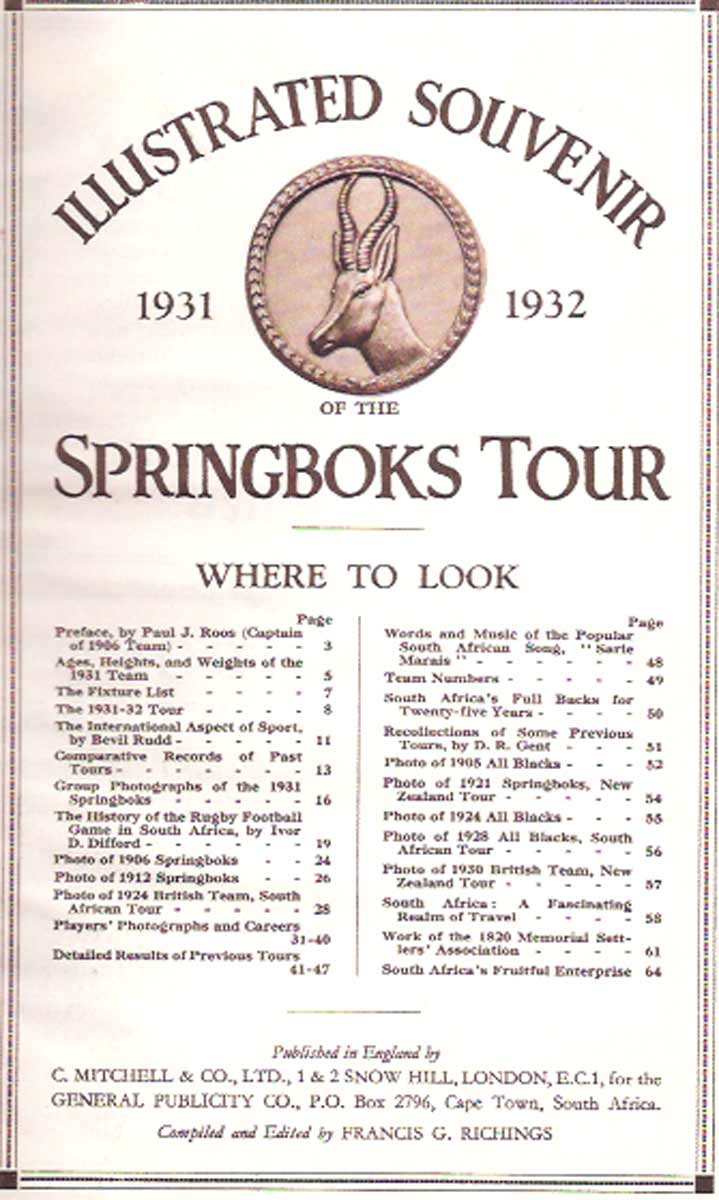 ILLUSTRATED SOUVENIR
1931 1932
OF THE
SPRINGBOKS TOUR
WHERE TO LOOK
Page
Preface, by Paul J. Roos (Captain
of 1906 Team) - - - - - 3
Ages, Heights, and Weights of the
1931 Team - - - - - 5
The Fixture List - - - - 7
The 1931-32 Tour - - - - 8
The International Aspect of Sport,
by Bevil Rudd - - - - - 11
Comparative Records of Past
Tours - - - - - - - 13
Group Photographs of the 1931
Springboks - - - - - 16
The History of the Rugby Football
Game in South Africa, by Ivor
D. Difford - - - - - - 19
Photo of 1906 Springboks - - 24
Photo of 1912 Springboks - - 26
Photo of 1924 British Team, South
African Tour - - - - - 28
Players' Photographs and Careers
31-40
Detailed Results of Previous Tours
41-47
Page
Words and Music of the Popular
South African Song, "Sarie
Marais" - - - - - - 48
Team Numbers - - - - - 49
South Africa's Full Backs for
Twenty-five Years - - - - 50
Recollections of Some Previous
Tours, by D. R. Gent - - - 51
Photo of 1905 All Blacks - - - 52
Photo of 1921 Springboks, New
Zealand Tour - - - - - 54
Photo of 1924 All Blacks - - - 55
Photo of 1928 All Blacks, South
African Tour - - - - - 56
Photo of 1930 British Team, New
Zealand Tour - - - - - 57
South Africa: A Fascinating
Realm of Travel - - - - 58
Work of the 1820 Memorial Sett-
lers' Association - - - - 61
South Africa's Fruitful Enterprise 64
Published in England by
C. MITCHELL & CO., LTD., 1 & 2 SNOW HILL, LONDON, E.C.1, for the
GENERAL PUBLICITY CO., P.O. Box 2796, Cape Town, South Africa.
Compiled and Edited by FRANCIS G. RICHINGS